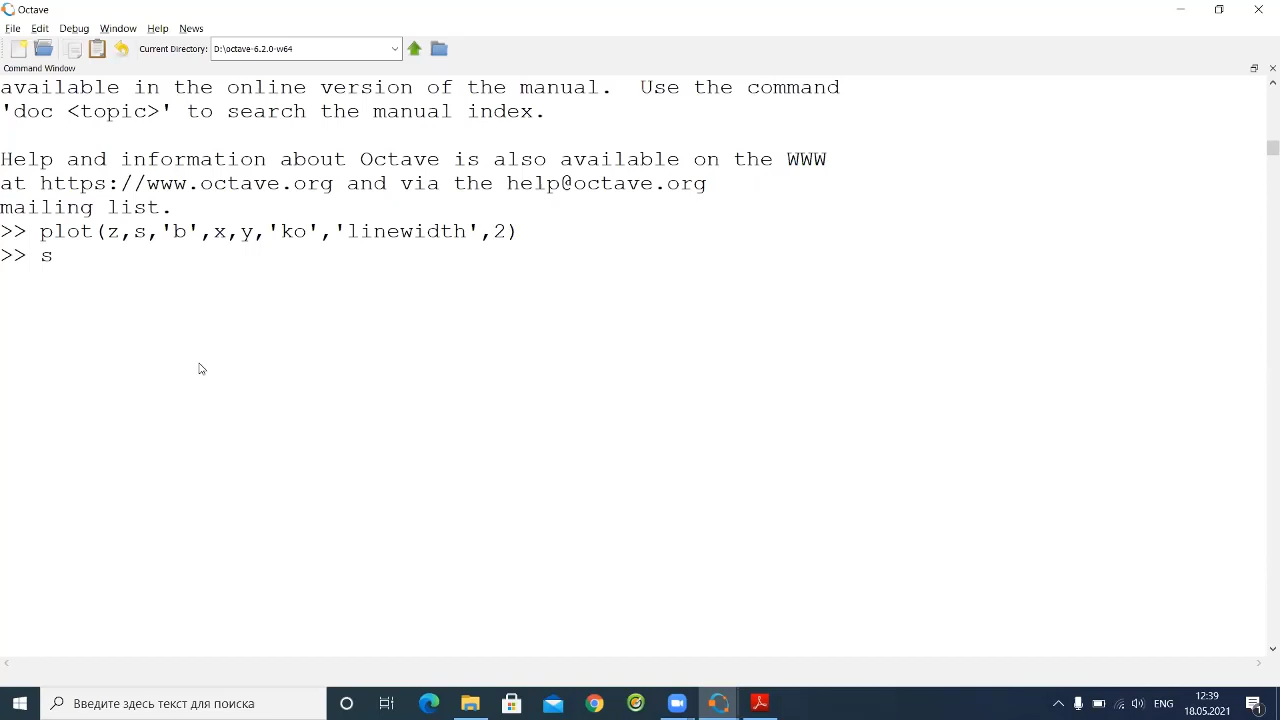 Octave
File Edit Debug Window Help News
Current Directory: D:\octave-6.2.0-w64
Command Window
available in the online version of the manual.  Use the command
'doc <topic>' to search the manual index.
Help and information about Octave is also available on the WWW
at https://www.octave.org and via the help@octave.org
mailing list.
>> plot(z,s,'b',x,y,'ko','linewidth',2)
>> s
Введите здесь текст для поиска
ENG
12:39
18.05.2021
1